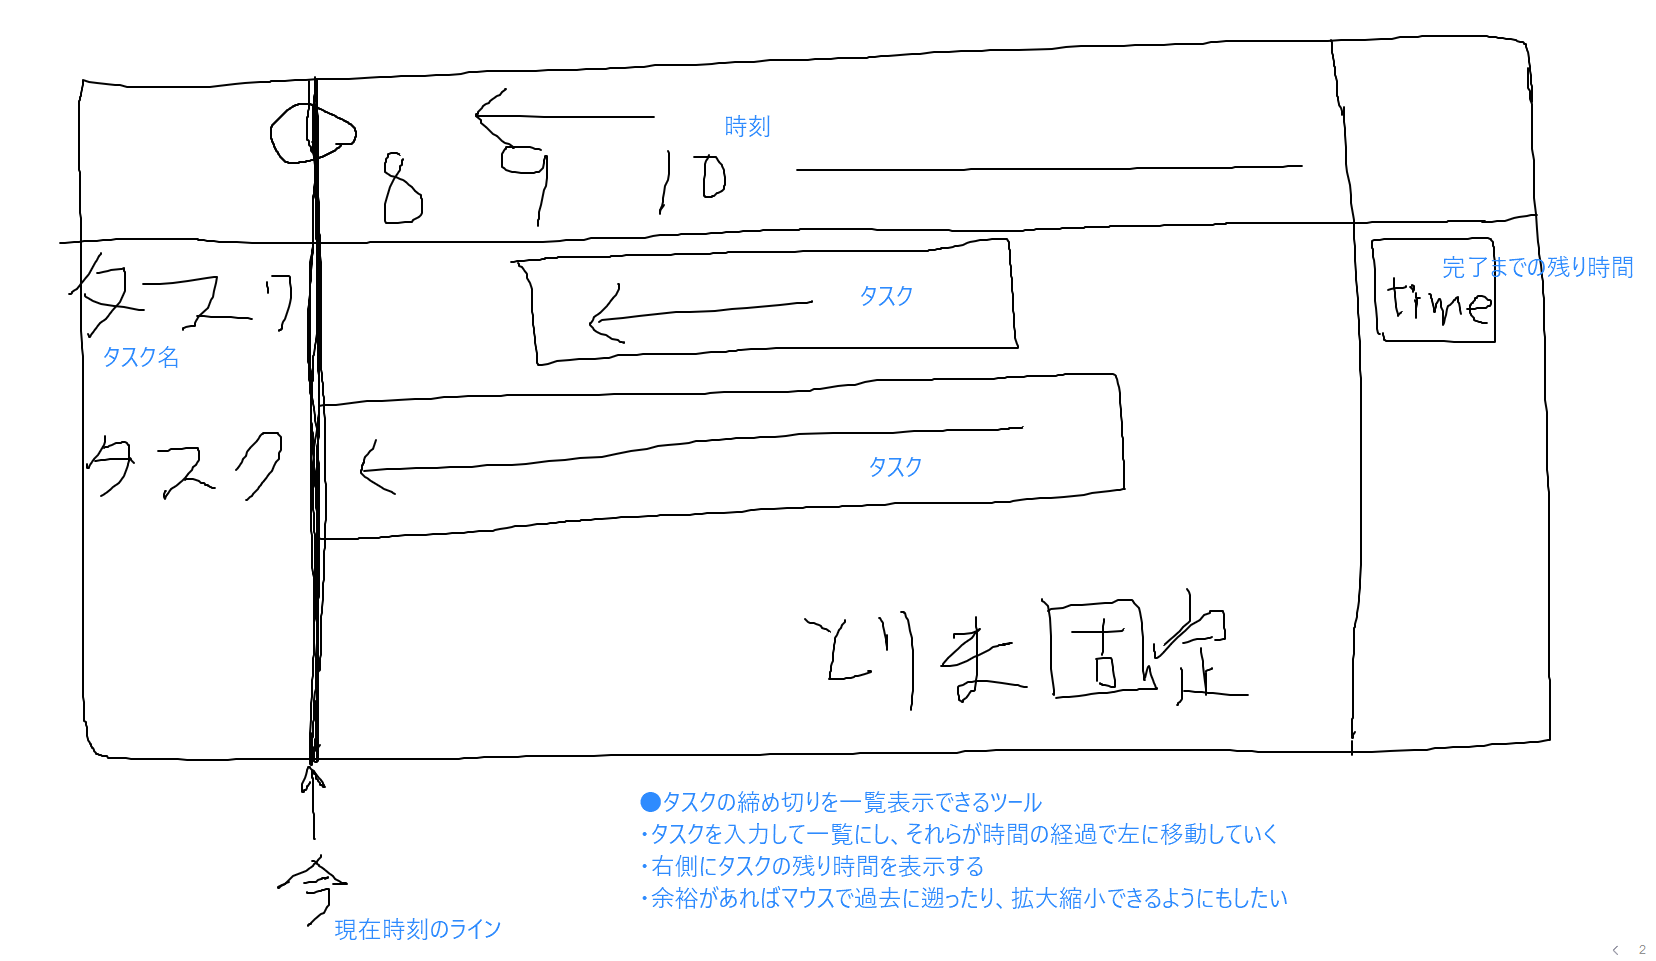 時刻
8 9 10
タスク
タスク名
タスク
time
完了までの残り時間
タスク
タスク
とりま固定
今
現在時刻のライン
●タスクの締め切りを一覧表示できるツール
・タスクを入力して一覧にし、それらが時間の経過で左に移動していく
・右側にタスクの残り時間を表示する
・余裕があればマウスで過去に遡ったり、拡大縮小できるようにもしたい
2